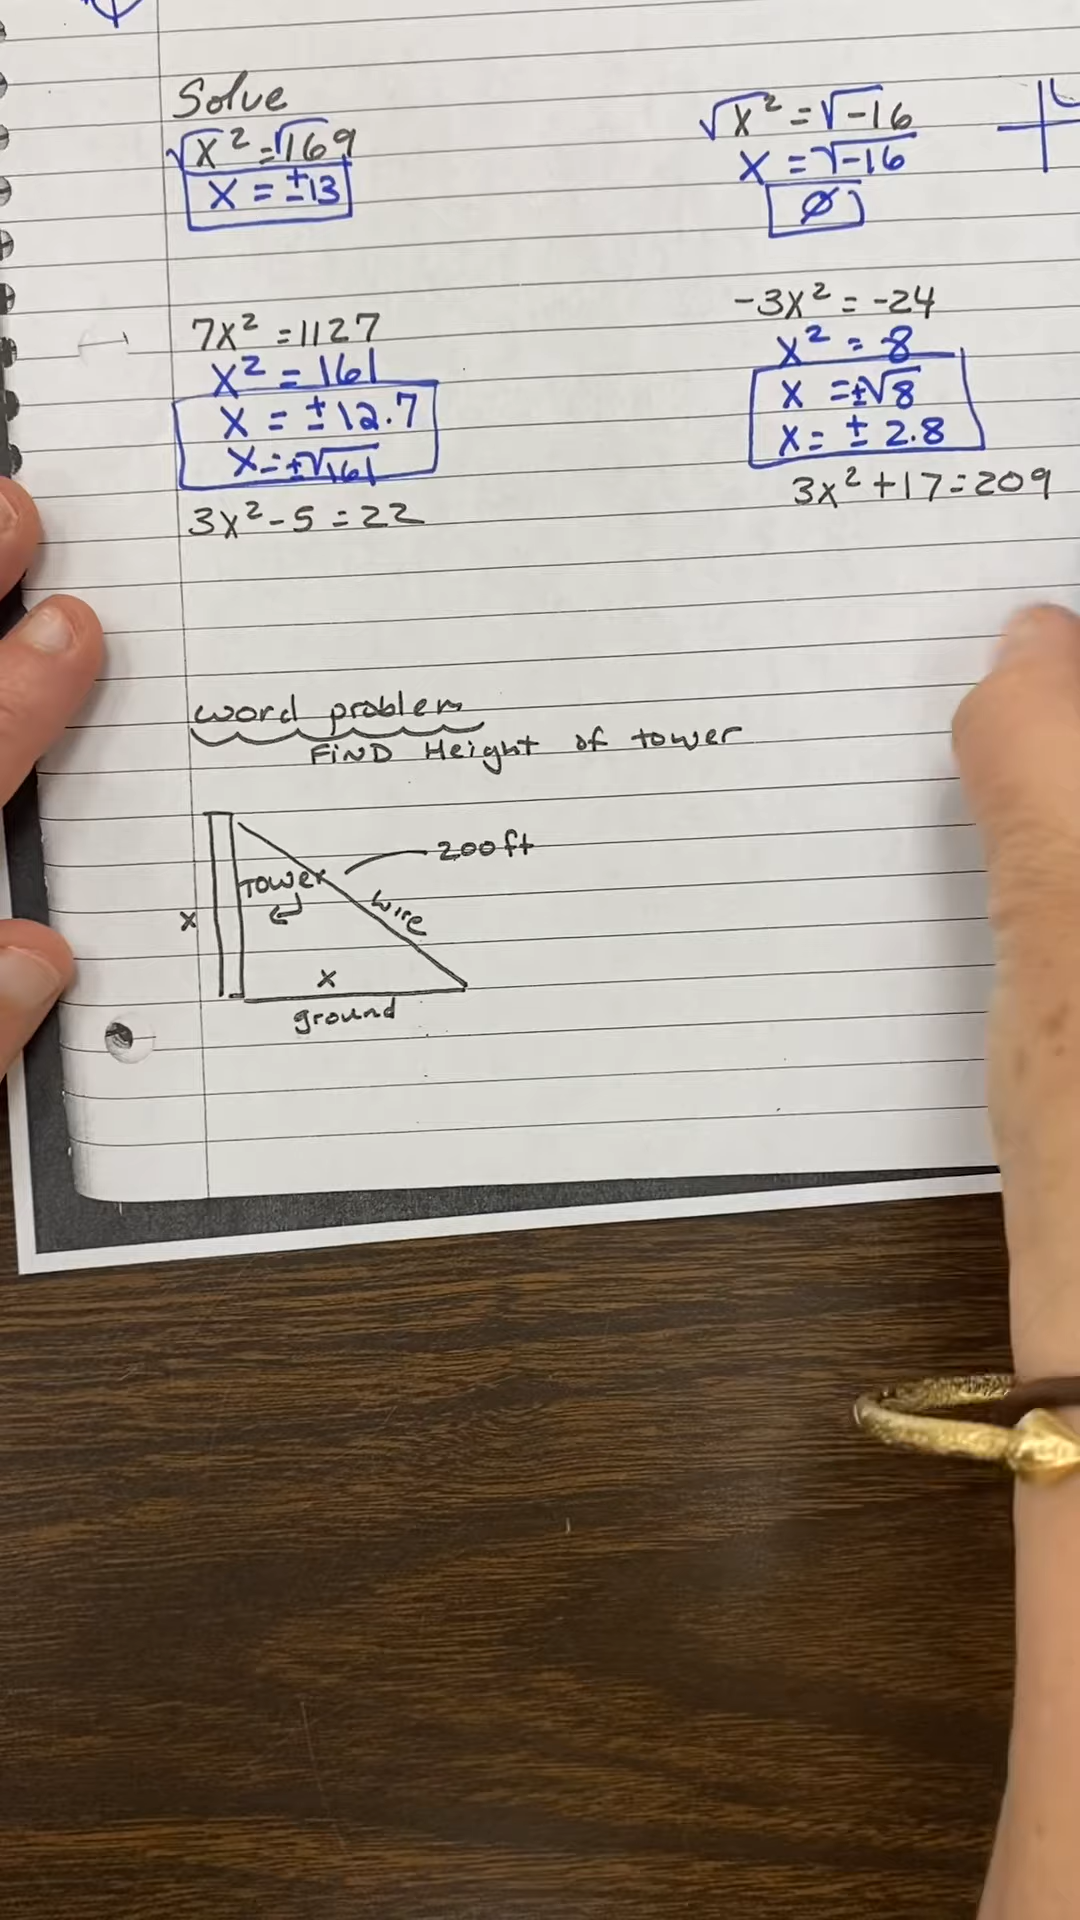 Solve
√x² = √169
x = ±13
7x² = 1127
x² = 161
x = ±12.7
x = ±√161
3x² - 5 = 22
√x² = √-16
x = √-16
∅
-3x² = -24
x² = 8
x = ±√8
x = ± 2.8
3x² + 17 = 209
word problem
FIND Height of tower
200ft
Tower
wire
x
x
ground